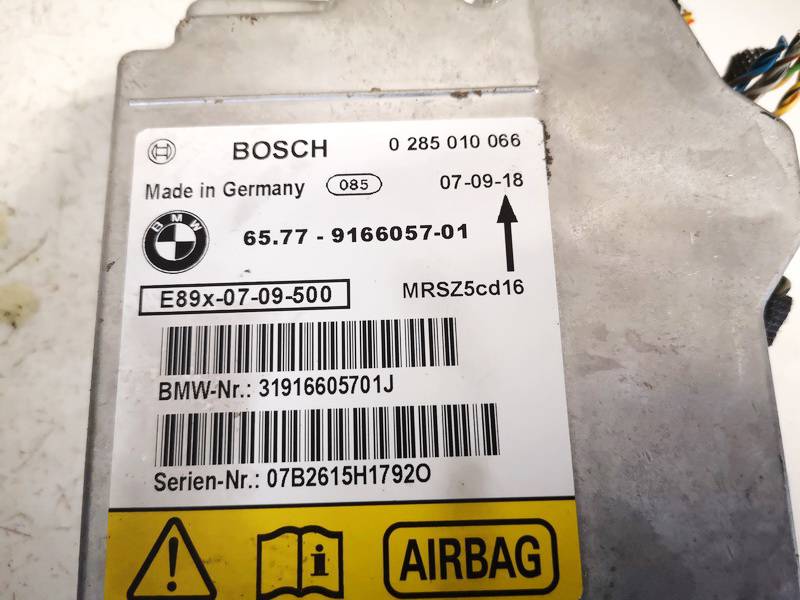 BOSCH 0 285 010 066
Made in Germany 085 07-09-18
BMW 65.77 - 9166057-01
E89x-07-09-500 MRSZ5cd16
BMW-Nr.: 31916605701J
Serien-Nr.: 07B2615H1792O
AIRBAG